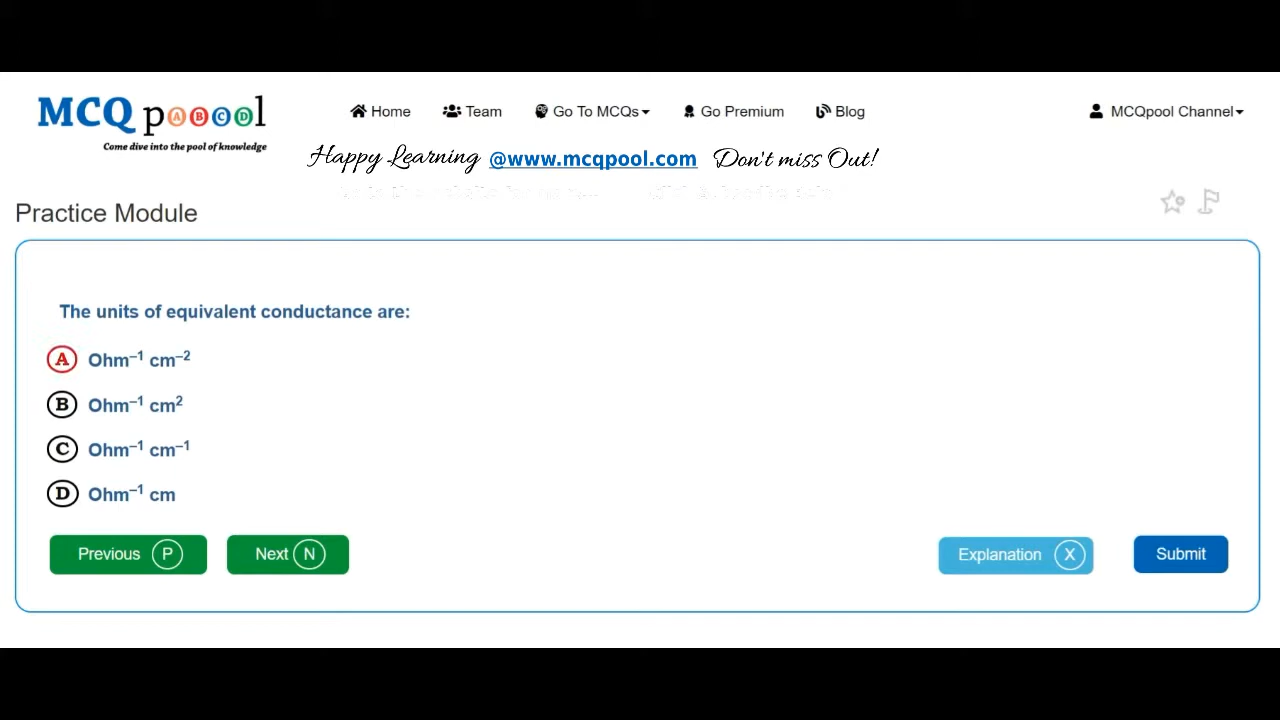 MCQ pABCDl
Come dive into the pool of knowledge
Home Team Go To MCQs Go Premium Blog MCQpool Channel
Happy Learning @www.mcqpool.com Don't miss Out!
Practice Module
The units of equivalent conductance are:
A Ohm⁻¹ cm⁻²
B Ohm⁻¹ cm²
C Ohm⁻¹ cm⁻¹
D Ohm⁻¹ cm
Previous P Next N Explanation X Submit